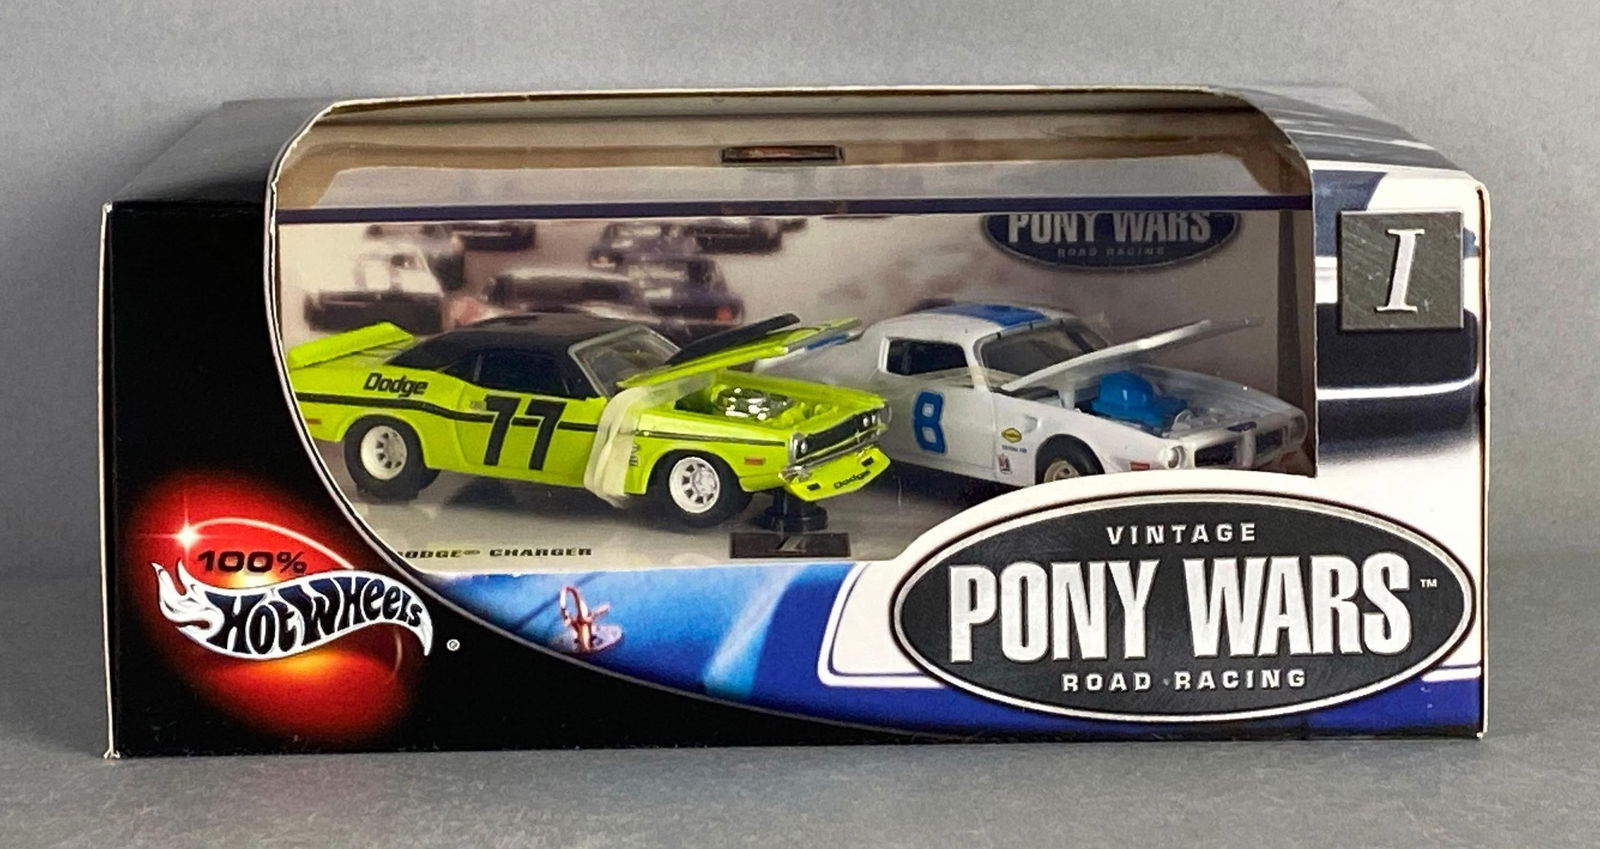 PONY WARS
ROAD RACING
I
Dodge
77
8
Dodge
DODGE CHARGER
100%
HOT WHEELS®
VINTAGE
PONY WARS™
ROAD RACING